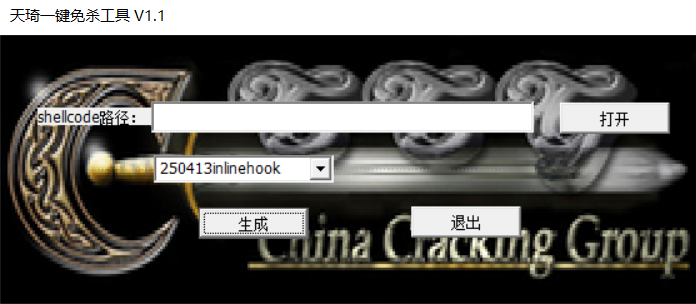 天琦一键免杀工具 V1.1
shellcode路径： 打开
250413inlinehook
生成 退出
China Cracking Group